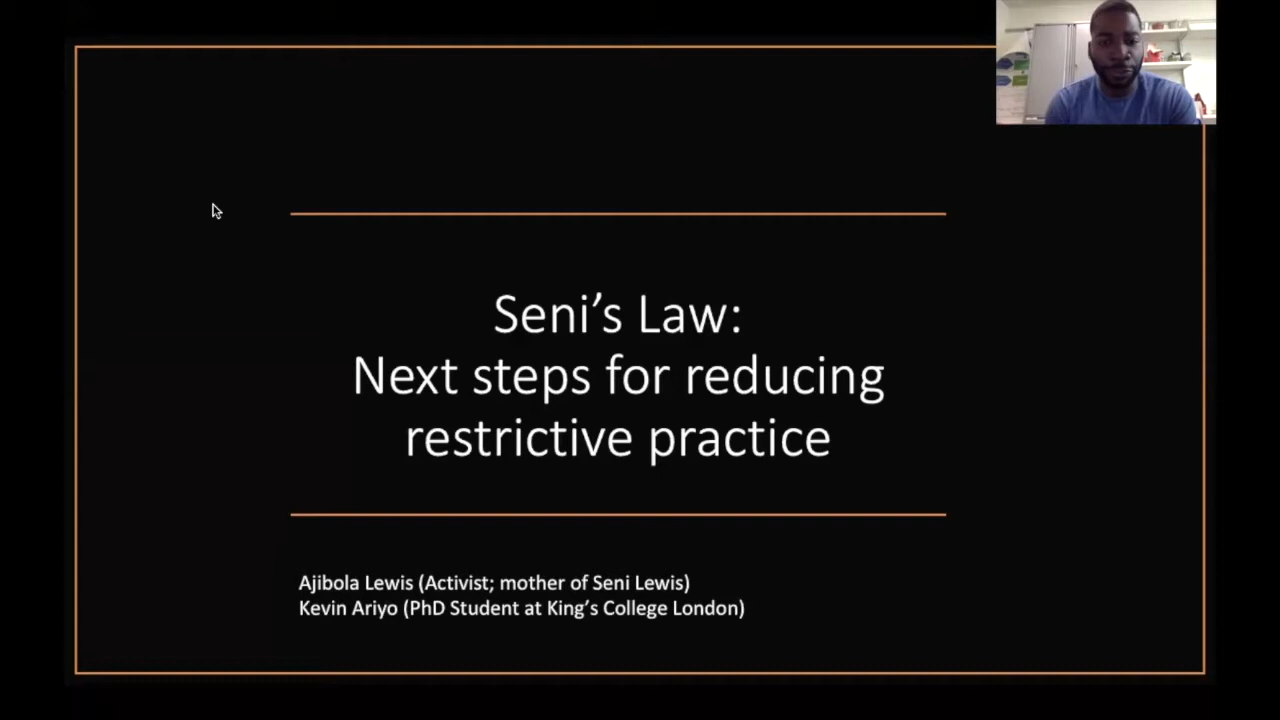 Seni’s Law:
Next steps for reducing
restrictive practice
Ajibola Lewis (Activist; mother of Seni Lewis)
Kevin Ariyo (PhD Student at King’s College London)